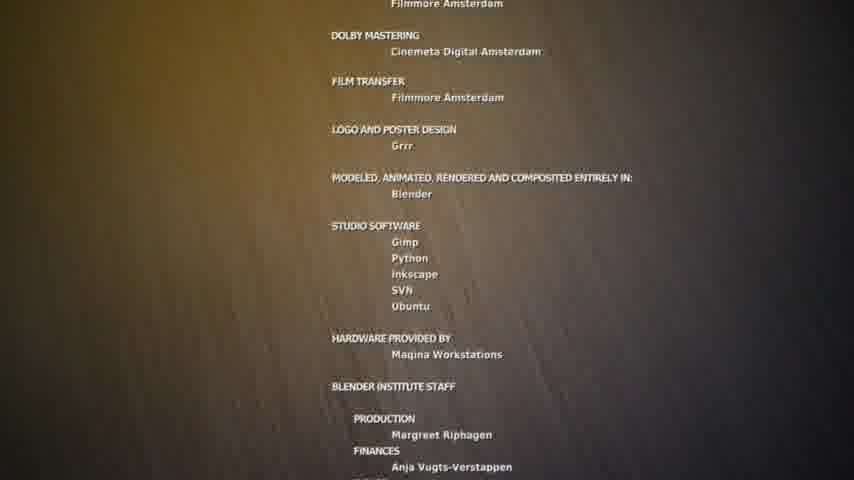 Filmmore Amsterdam
DOLBY MASTERING
Cinemeta Digital Amsterdam
FILM TRANSFER
Filmmore Amsterdam
LOGO AND POSTER DESIGN
Grrr
MODELED, ANIMATED, RENDERED AND COMPOSITED ENTIRELY IN:
Blender
STUDIO SOFTWARE
Gimp
Python
Inkscape
SVN
Ubuntu
HARDWARE PROVIDED BY
Maqina Workstations
BLENDER INSTITUTE STAFF
PRODUCTION
Margreet Riphagen
FINANCES
Anja Vugts-Verstappen